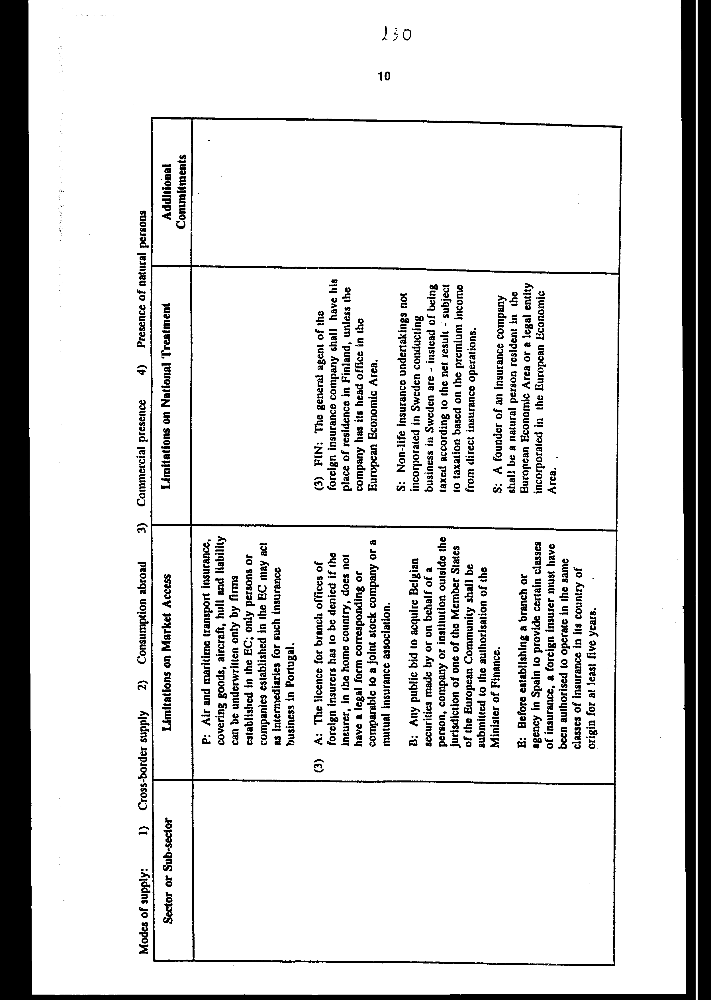 130
10
Modes of supply: 1) Cross-border supply 2) Consumption abroad 3) Commercial presence 4) Presence of natural persons
Sector or Sub-sector
Limitations on Market Access
Limitations on National Treatment
Additional
Commitments
P: Air and maritime transport insurance,
covering goods, aircraft, hull and liability
can be underwritten only by firms
established in the EC; only persons or
companies established in the EC may act
as intermediaries for such insurance
business in Portugal.
(3) A: The licence for branch offices of
foreign insurers has to be denied if the
insurer, in the home country, does not
have a legal form corresponding or
comparable to a joint stock company or a
mutual insurance association.
B: Any public bid to acquire Belgian
securities made by or on behalf of a
person, company or institution outside the
jurisdiction of one of the Member States
of the European Community shall be
submitted to the authorisation of the
Minister of Finance.
E: Before establishing a branch or
agency in Spain to provide certain classes
of insurance, a foreign insurer must have
been authorised to operate in the same
classes of insurance in its country of
origin for at least five years.
(3) FIN: The general agent of the
foreign insurance company shall have his
place of residence in Finland, unless the
company has its head office in the
European Economic Area.
S: Non-life insurance undertakings not
incorporated in Sweden conducting
business in Sweden are - instead of being
taxed according to the net result - subject
to taxation based on the premium income
from direct insurance operations.
S: A founder of an insurance company
shall be a natural person resident in the
European Economic Area or a legal entity
incorporated in the European Economic
Area.